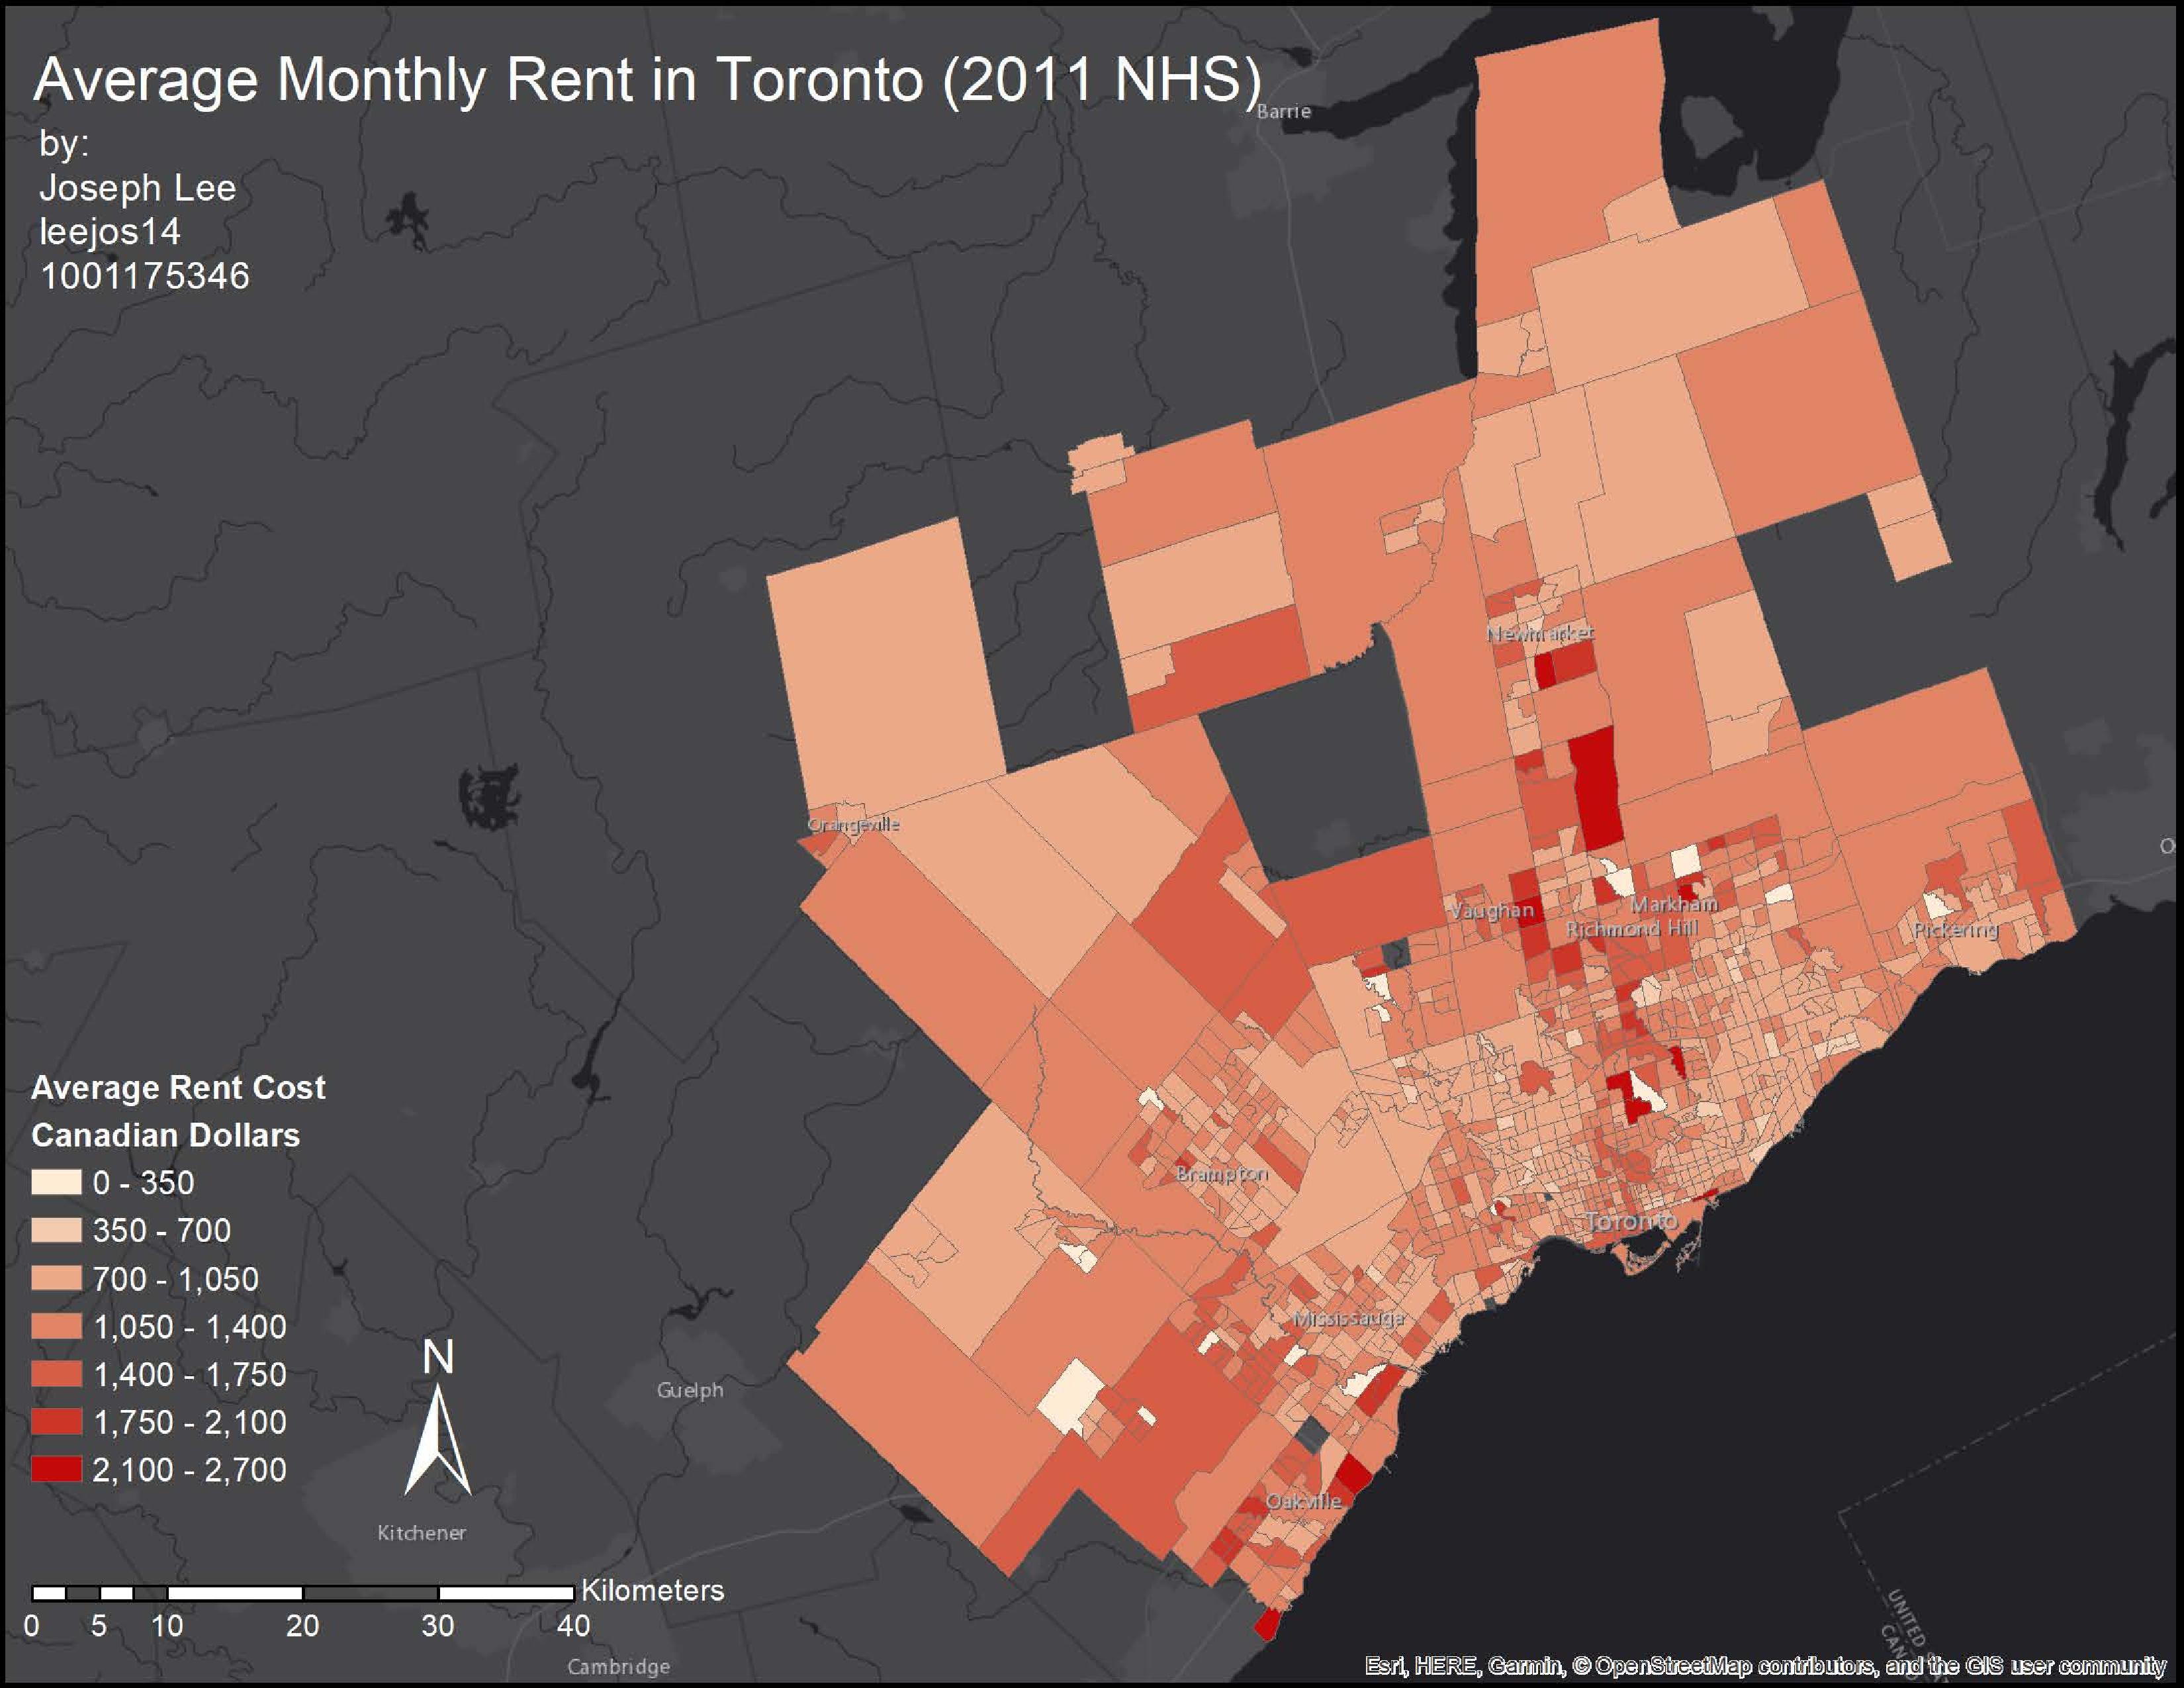 Average Monthly Rent in Toronto (2011 NHS)
by:
Joseph Lee
leejos14
1001175346
Barrie
Newmarket
Orangeville
Vaughan
Markham
Richmond Hill
Pickering
Brampton
Toronto
Mississauga
Guelph
Oakville
Kitchener
Cambridge
Average Rent Cost
Canadian Dollars
0 - 350
350 - 700
700 - 1,050
1,050 - 1,400
1,400 - 1,750
1,750 - 2,100
2,100 - 2,700
N
Kilometers
0 5 10 20 30 40
UNITED
Esri, HERE, Garmin, © OpenStreetMap contributors, and the GIS user community